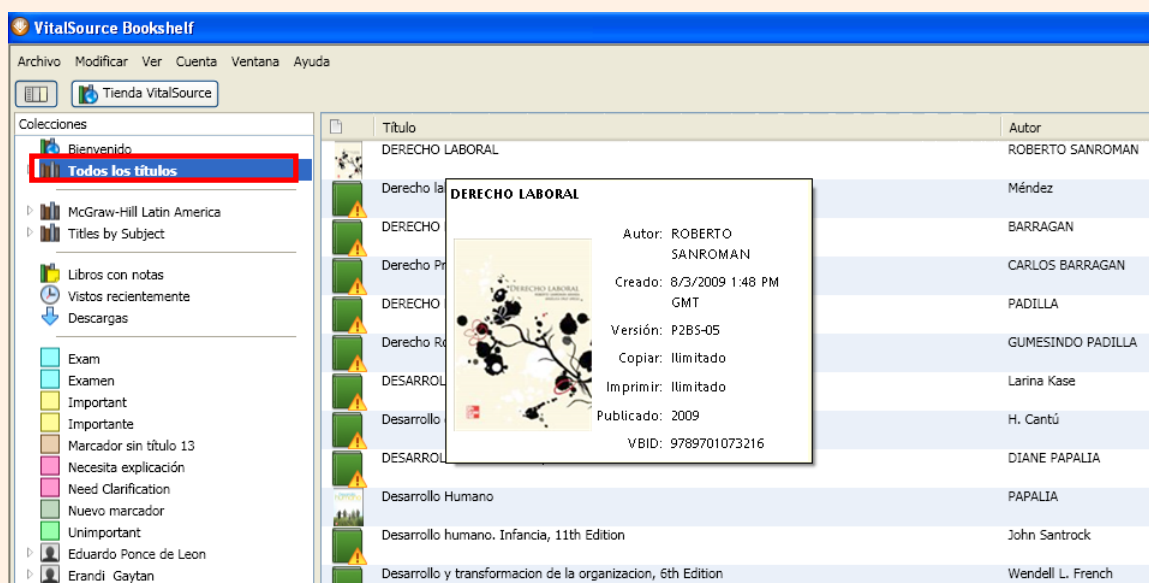 VitalSource Bookshelf
Archivo Modificar Ver Cuenta Ventana Ayuda
Tienda VitalSource
Colecciones
Bienvenido
Todos los títulos
McGraw-Hill Latin America
Titles by Subject
Libros con notas
Vistos recientemente
Descargas
Exam
Examen
Important
Importante
Marcador sin título 13
Necesita explicación
Need Clarification
Nuevo marcador
Unimportant
Eduardo Ponce de Leon
Erandi Gaytan
Título Autor
DERECHO LABORAL ROBERTO SANROMAN
Derecho Méndez
DERECHO BARRAGAN
Derecho CARLOS BARRAGAN
DERECHO PADILLA
Derecho GUMESINDO PADILLA
Larina Kase
Desarrollo H. Cantú
DIANE PAPALIA
Desarrollo Humano PAPALIA
Desarrollo humano. Infancia, 11th Edition John Santrock
Desarrollo y transformacion de la organizacion, 6th Edition Wendell L. French
DERECHO LABORAL
DERECHO LABORAL
Autor: ROBERTO
SANROMAN
Creado: 8/3/2009 1:48 PM
GMT
Versión: P2BS-05
Copiar: Ilimitado
Imprimir: Ilimitado
Publicado: 2009
VBID: 9789701073216